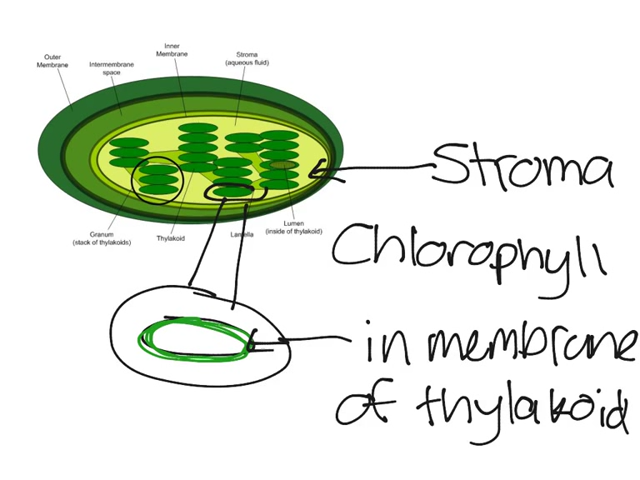 Inner
Membrane
Outer
Membrane
Intermembrane
space
Stroma
(aqueous fluid)
Stroma
Granum
(stack of thylakoids)
Thylakoid
Lamella
Lumen
(inside of thylakoid)
Chlorophyll
in membrane
of thylakoid